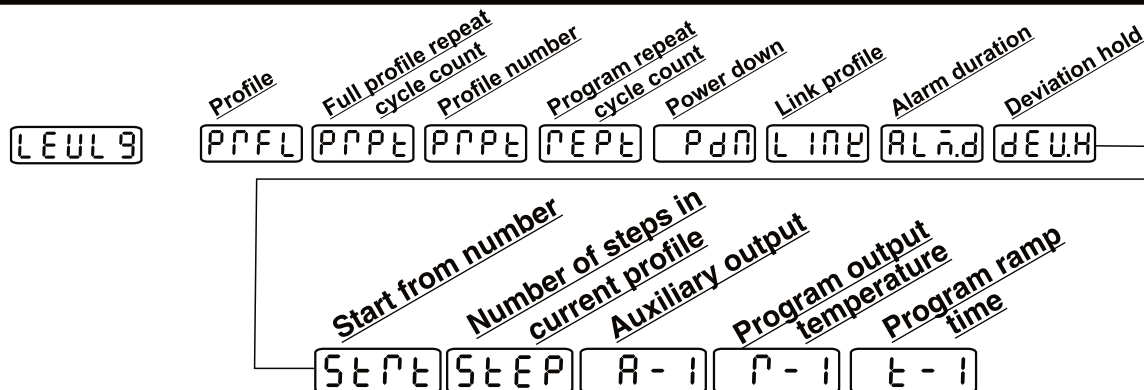 Profile
Full profile repeat
cycle count
Profile number
Program repeat
cycle count
Power down
Link profile
Alarm duration
Deviation hold
LEVL 9
PrFL
PrPt
PrPt
rEPt
Pdn
LINK
ALm.d
dEV.H
Start from number
Number of steps in
current profile
Auxiliary output
Program output
temperature
Program ramp
time
Strt
StEP
A-1
r-1
t-1